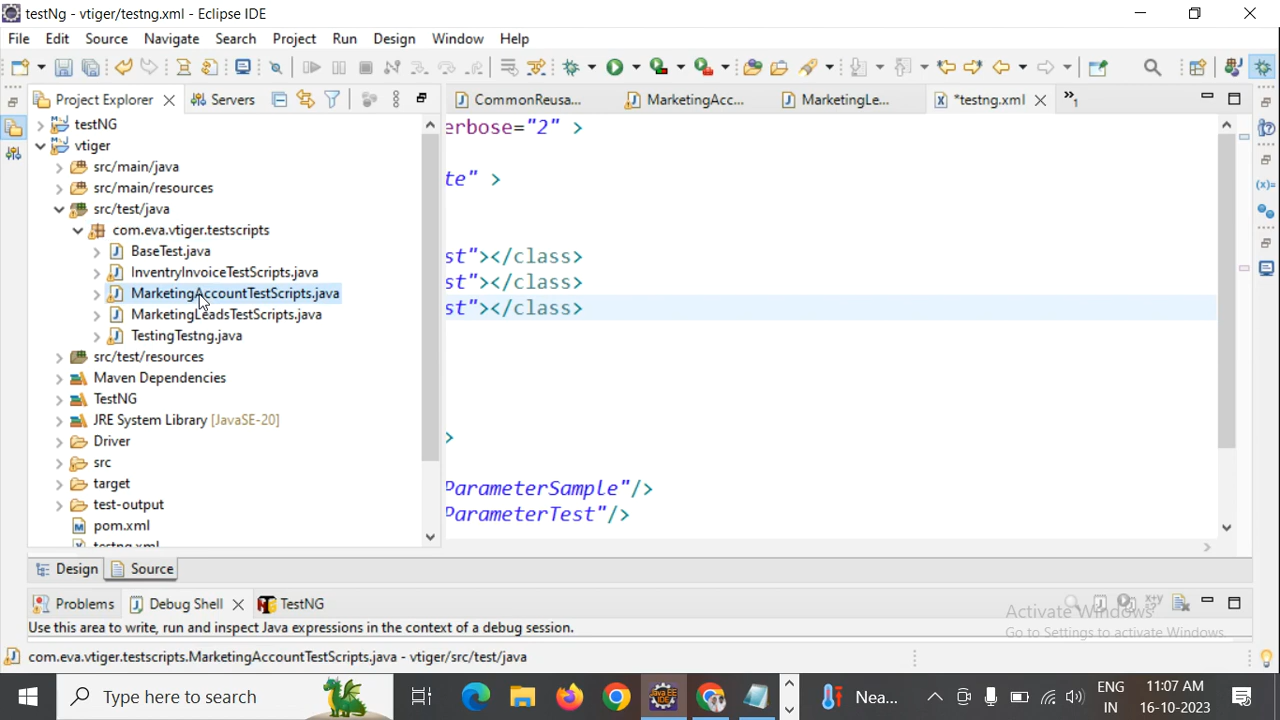 testNg - vtiger/testng.xml - Eclipse IDE
File Edit Source Navigate Search Project Run Design Window Help
Project Explorer Servers CommonReusa... MarketingAcc... MarketingLe... *testng.xml »1
testNG
vtiger
src/main/java
src/main/resources
src/test/java
com.eva.vtiger.testscripts
BaseTest.java
InventryInvoiceTestScripts.java
MarketingAccountTestScripts.java
MarketingLeadsTestScripts.java
TestingTestng.java
src/test/resources
Maven Dependencies
TestNG
JRE System Library [JavaSE-20]
Driver
src
target
test-output
pom.xml
testng.xml
erbose="2" >
te" >
st"></class>
st"></class>
st"></class>
>
ParameterSample"/>
ParameterTest"/>
Design Source
Problems Debug Shell TestNG
Use this area to write, run and inspect Java expressions in the context of a debug session.
Activate Windows
Go to Settings to activate Windows.
com.eva.vtiger.testscripts.MarketingAccountTestScripts.java - vtiger/src/test/java
Type here to search
Nea...
ENG
IN
11:07 AM
16-10-2023